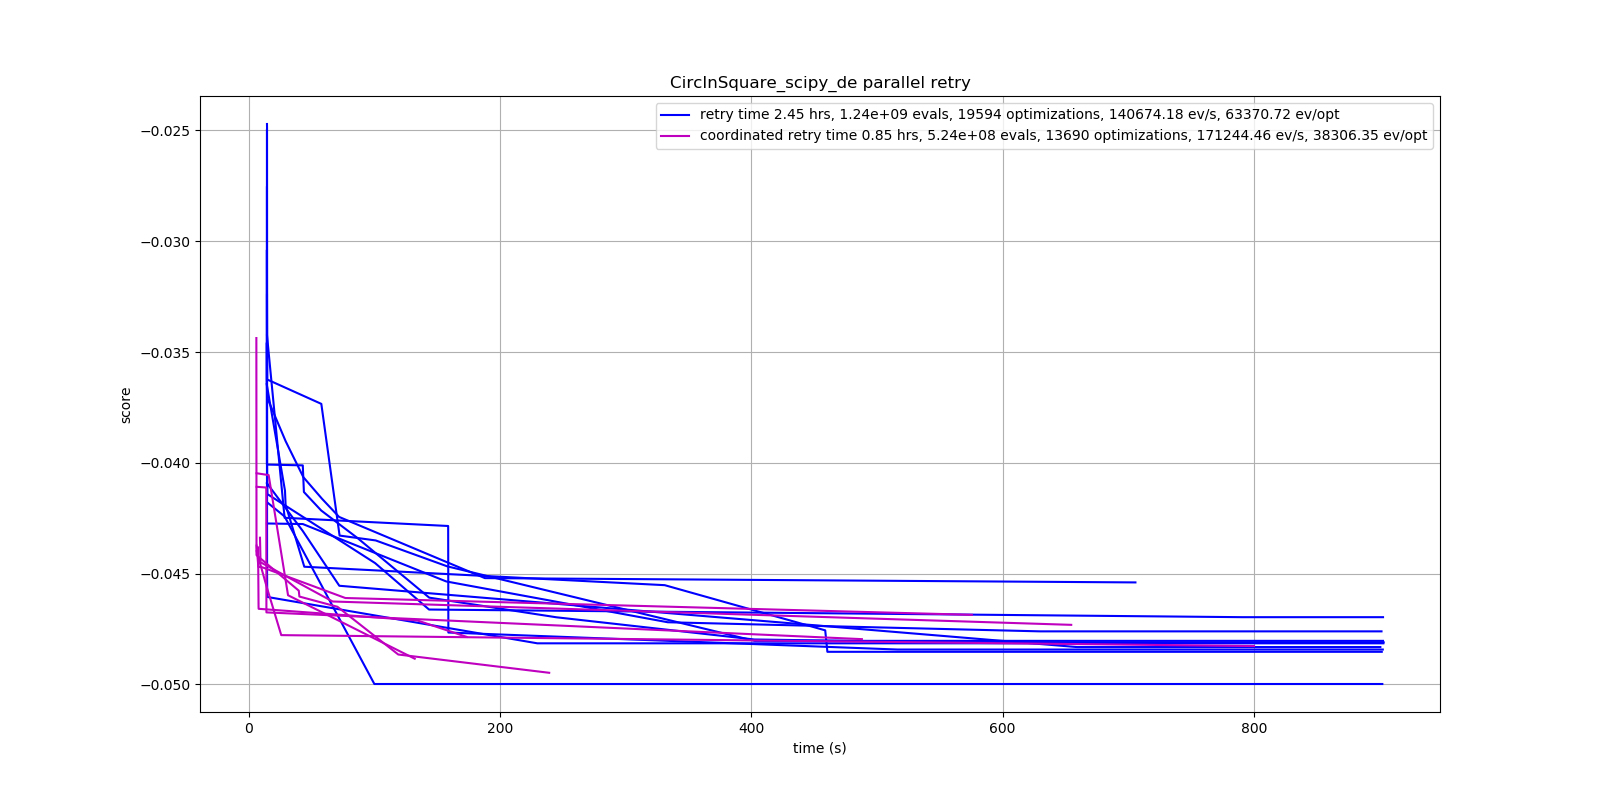 CircInSquare_scipy_de parallel retry
retry time 2.45 hrs, 1.24e+09 evals, 19594 optimizations, 140674.18 ev/s, 63370.72 ev/opt
coordinated retry time 0.85 hrs, 5.24e+08 evals, 13690 optimizations, 171244.46 ev/s, 38306.35 ev/opt
score
−0.025
−0.030
−0.035
−0.040
−0.045
−0.050
0 200 400 600 800
time (s)